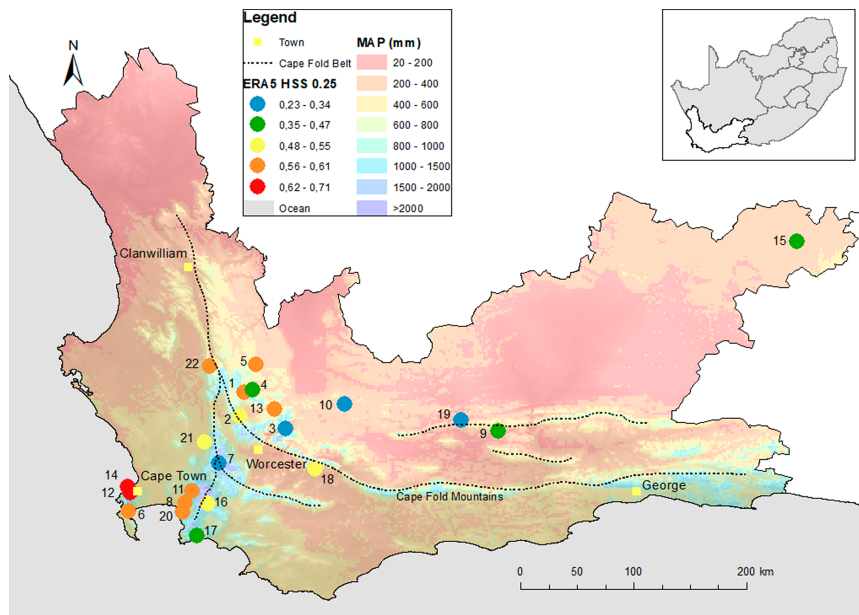 Legend
Town
Cape Fold Belt
ERA5 HSS 0.25
0,23 - 0,34
0,35 - 0,47
0,48 - 0,55
0,56 - 0,61
0,62 - 0,71
Ocean
MAP (mm)
20 - 200
200 - 400
400 - 600
600 - 800
800 - 1000
1000 - 1500
1500 - 2000
>2000
N
Clanwilliam
15
22
5
1
4
13
2
3
10
19
9
21
7
Worcester
18
14
12
Cape Town
11
8
20
6
16
17
Cape Fold Mountains
George
0
50
100
200 km